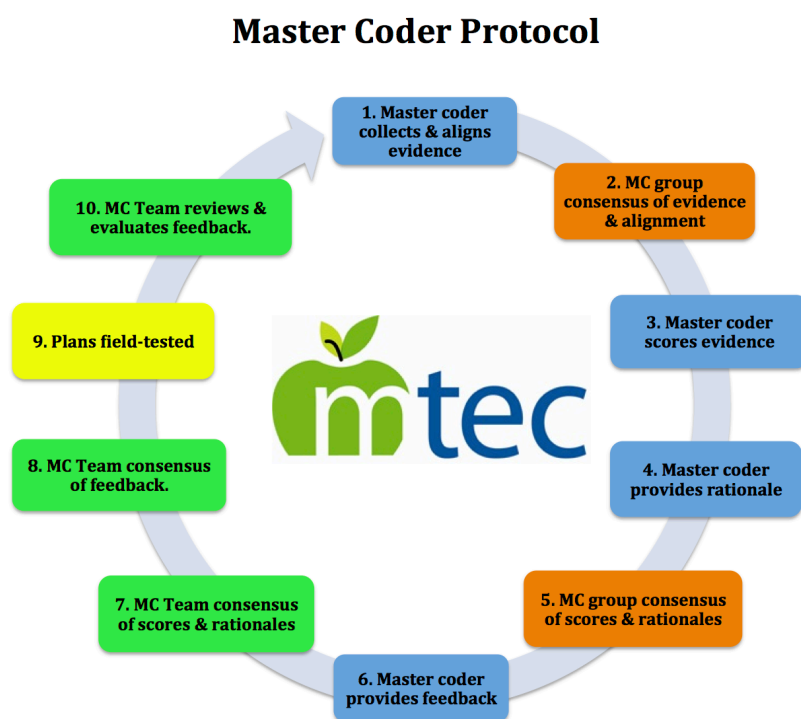 Master Coder Protocol
1. Master coder
collects & aligns
evidence
2. MC group
consensus of evidence
& alignment
3. Master coder
scores evidence
4. Master coder
provides rationale
5. MC group consensus
of scores & rationales
6. Master coder
provides feedback
7. MC Team consensus
of scores & rationales
8. MC Team consensus
of feedback.
9. Plans field-tested
10. MC Team reviews &
evaluates feedback.
mtec